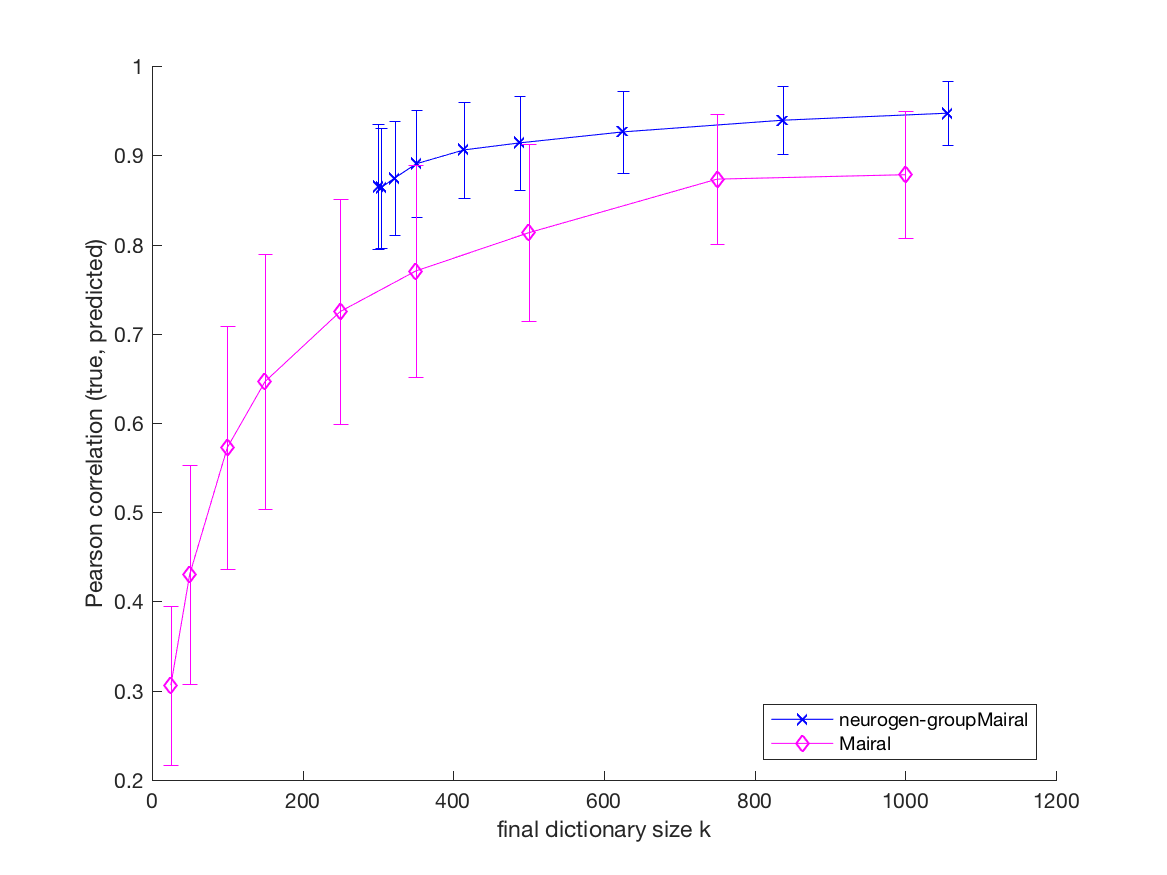 1
0.9
0.8
0.7
0.6
0.5
0.4
0.3
0.2
Pearson correlation (true, predicted)
neurogen-groupMairal
Mairal
0 200 400 600 800 1000 1200
final dictionary size k